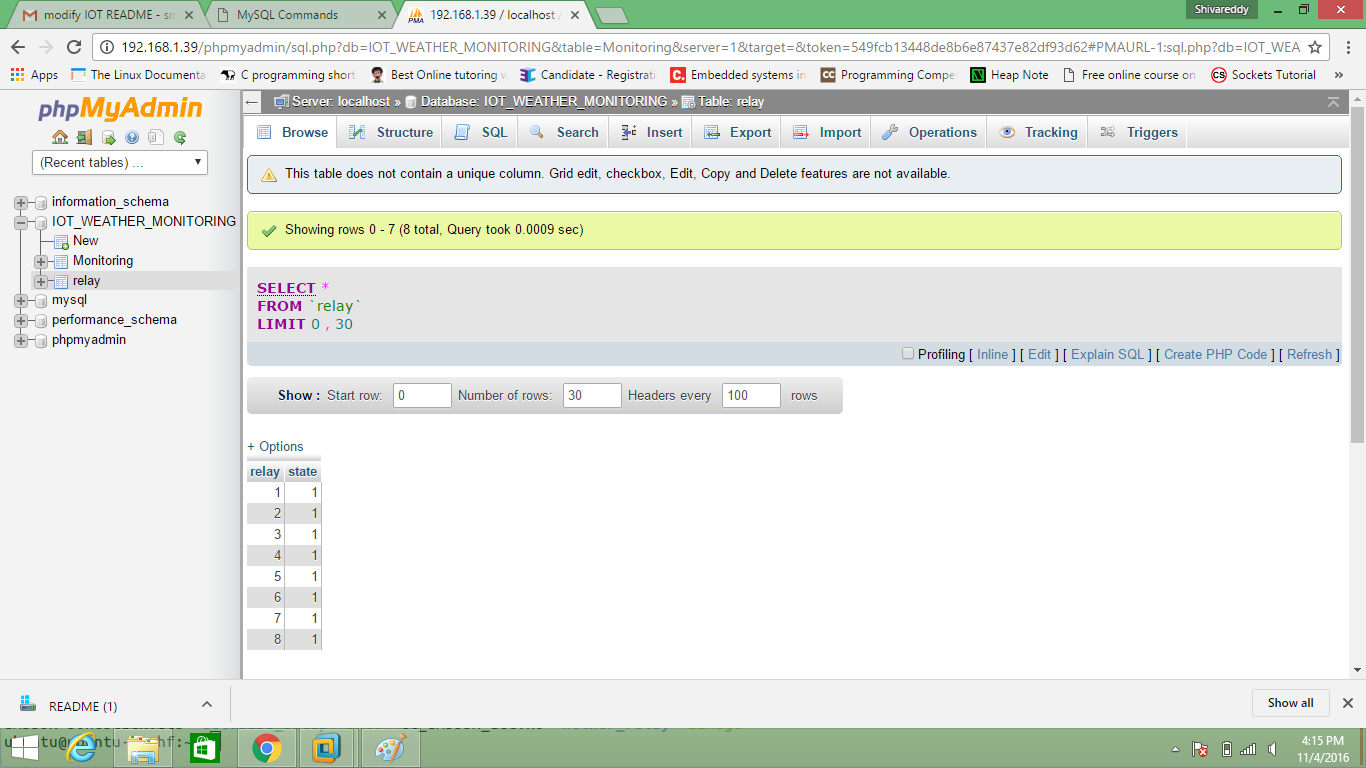 modify IOT README - sn
MySQL Commands
192.168.1.39 / localhost /
Shivareddy
192.168.1.39/phpmyadmin/sql.php?db=IOT_WEATHER_MONITORING&table=Monitoring&server=1&target=&token=549fcb13448de8b6e87437e82df93d62#PMAURL-1:sql.php?db=IOT_WEA
Apps
The Linux Documenta
C programming short
Best Online tutoring w
Candidate - Registrati
Embedded systems in
Programming Compe
Heap Note
Free online course on
Sockets Tutorial
»
phpMyAdmin
(Recent tables) ...
information_schema
IOT_WEATHER_MONITORING
New
Monitoring
relay
mysql
performance_schema
phpmyadmin
Server: localhost » Database: IOT_WEATHER_MONITORING » Table: relay
Browse Structure SQL Search Insert Export Import Operations Tracking Triggers
This table does not contain a unique column. Grid edit, checkbox, Edit, Copy and Delete features are not available.
Showing rows 0 - 7 (8 total, Query took 0.0009 sec)
SELECT *
FROM `relay`
LIMIT 0 , 30
Profiling [ Inline ] [ Edit ] [ Explain SQL ] [ Create PHP Code ] [ Refresh ]
Show : Start row: 0 Number of rows: 30 Headers every 100 rows
+ Options
relay state
1 1
2 1
3 1
4 1
5 1
6 1
7 1
8 1
README (1)
Show all
4:15 PM
11/4/2016